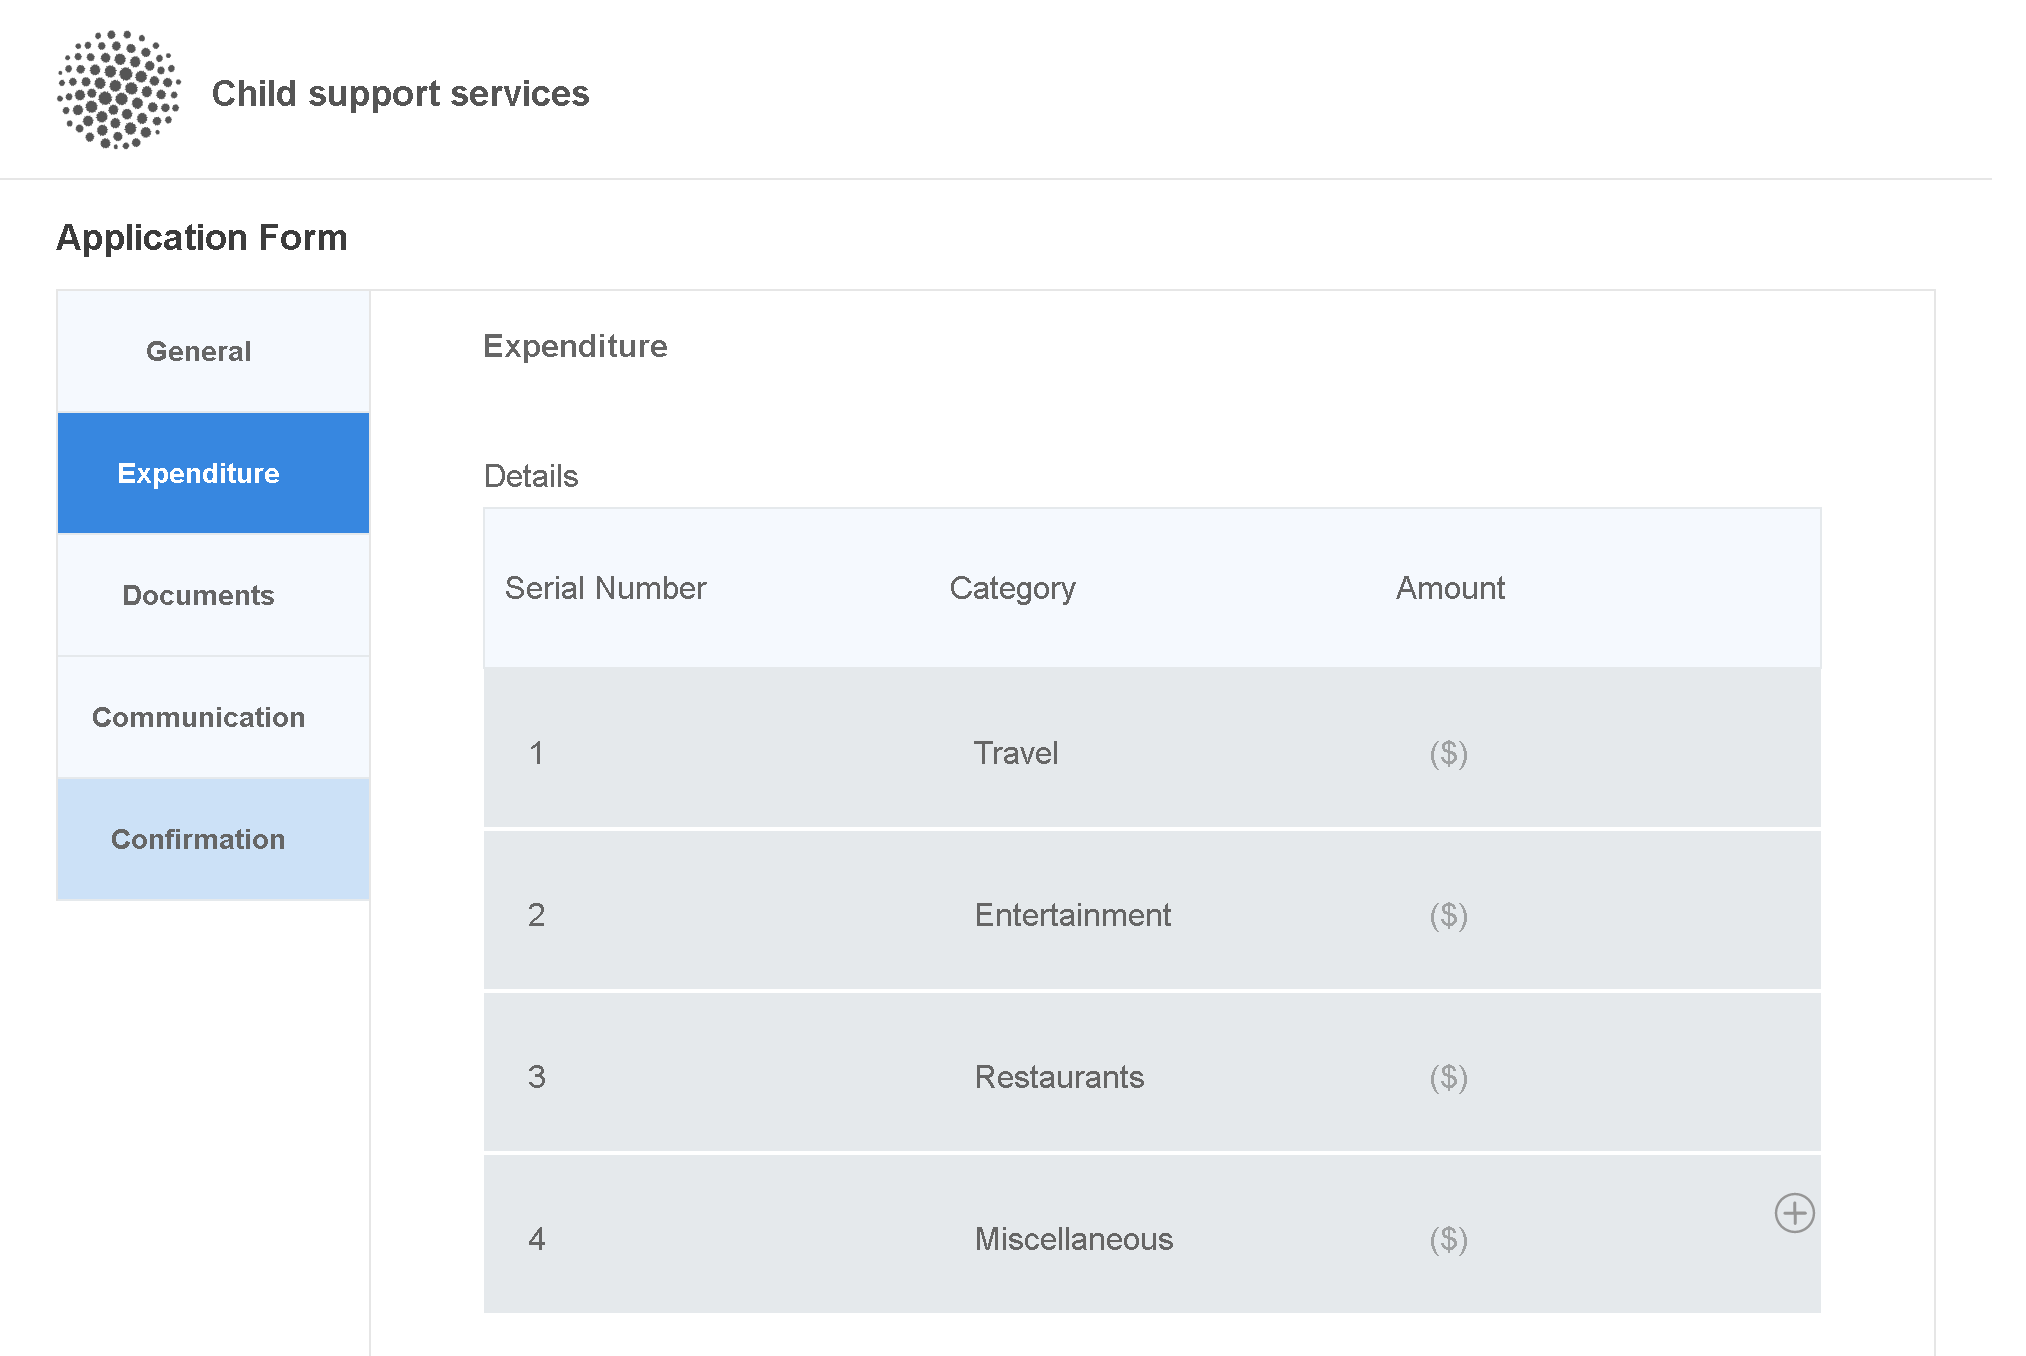 Child support services
Application Form
General
Expenditure
Documents
Communication
Confirmation
Expenditure
Details
Serial Number Category Amount
1 Travel ($)
2 Entertainment ($)
3 Restaurants ($)
4 Miscellaneous ($)